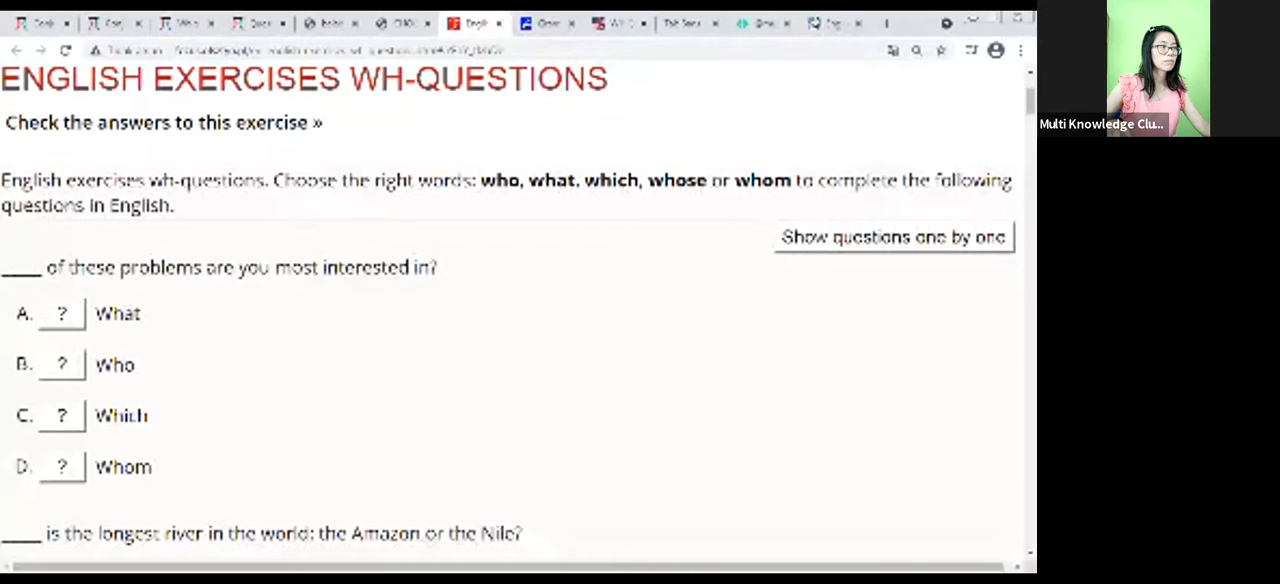 ENGLISH EXERCISES WH-QUESTIONS
Check the answers to this exercise »
English exercises wh-questions. Choose the right words: who, what, which, whose or whom to complete the following
questions in English.
Show questions one by one
____ of these problems are you most interested in?
A. ? What
B. ? Who
C. ? Which
D. ? Whom
____ is the longest river in the world: the Amazon or the Nile?
Multi Knowledge Clu...